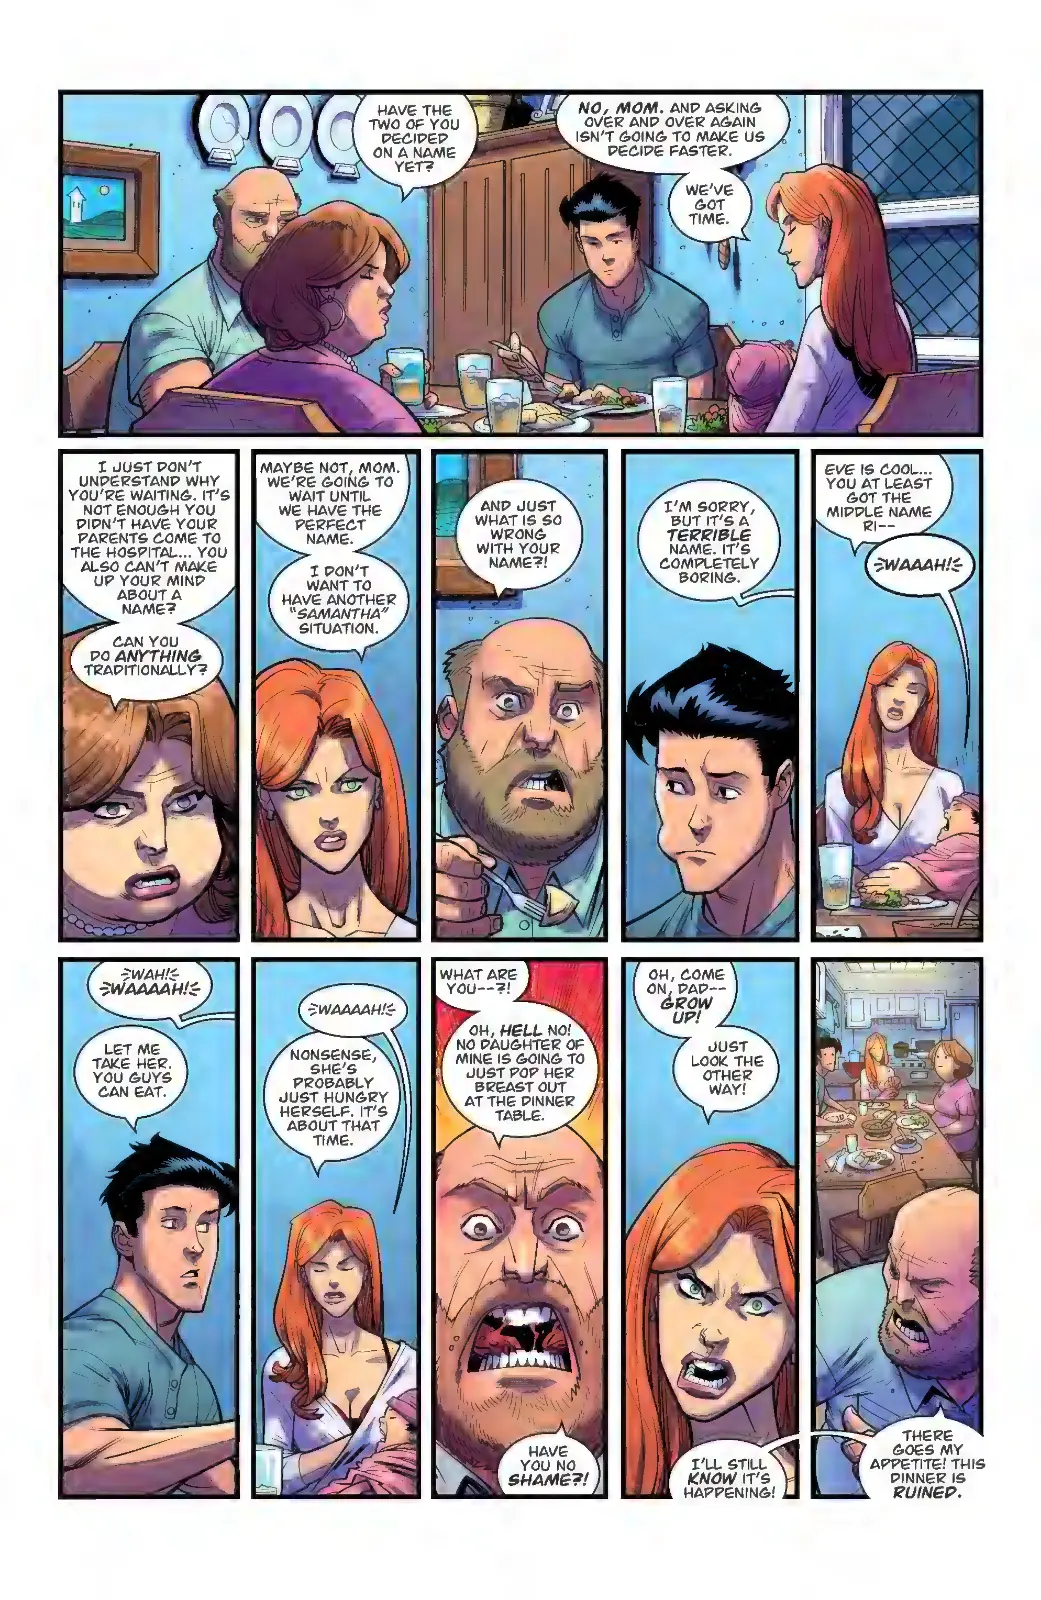 HAVE THE
TWO OF YOU
DECIDED
ON A NAME
YET?
NO, MOM. AND ASKING
OVER AND OVER AGAIN
ISN'T GOING TO MAKE US
DECIDE FASTER.
WE'VE
GOT
TIME.
I JUST DON'T
UNDERSTAND WHY
YOU'RE WAITING. IT'S
NOT ENOUGH YOU
DIDN'T HAVE YOUR
PARENTS COME TO
THE HOSPITAL... YOU
ALSO CAN'T MAKE
UP YOUR MIND
ABOUT A
NAME?
CAN YOU
DO ANYTHING
TRADITIONALLY?
MAYBE NOT, MOM.
WE'RE GOING TO
WAIT UNTIL
WE HAVE THE
PERFECT
NAME.
I DON'T
WANT TO
HAVE ANOTHER
"SAMANTHA"
SITUATION.
AND JUST
WHAT IS SO
WRONG
WITH YOUR
NAME?!
I'M SORRY,
BUT IT'S A
TERRIBLE
NAME. IT'S
COMPLETELY
BORING.
EVE IS COOL...
YOU AT LEAST
GOT THE
MIDDLE NAME
RI--
WAAAH!
WAH!
WAAAAH!
LET ME
TAKE HER.
YOU GUYS
CAN EAT.
WAAAAH!
NONSENSE,
SHE'S
PROBABLY
JUST HUNGRY
HERSELF. IT'S
ABOUT THAT
TIME.
WHAT ARE
YOU--?!
OH, HELL NO!
NO DAUGHTER OF
MINE IS GOING TO
JUST POP HER
BREAST OUT
AT THE DINNER
TABLE.
HAVE
YOU NO
SHAME?!
OH, COME
ON, DAD--
GROW
UP!
JUST
LOOK THE
OTHER
WAY!
I'LL STILL
KNOW IT'S
HAPPENING!
THERE
GOES MY
APPETITE! THIS
DINNER IS
RUINED.